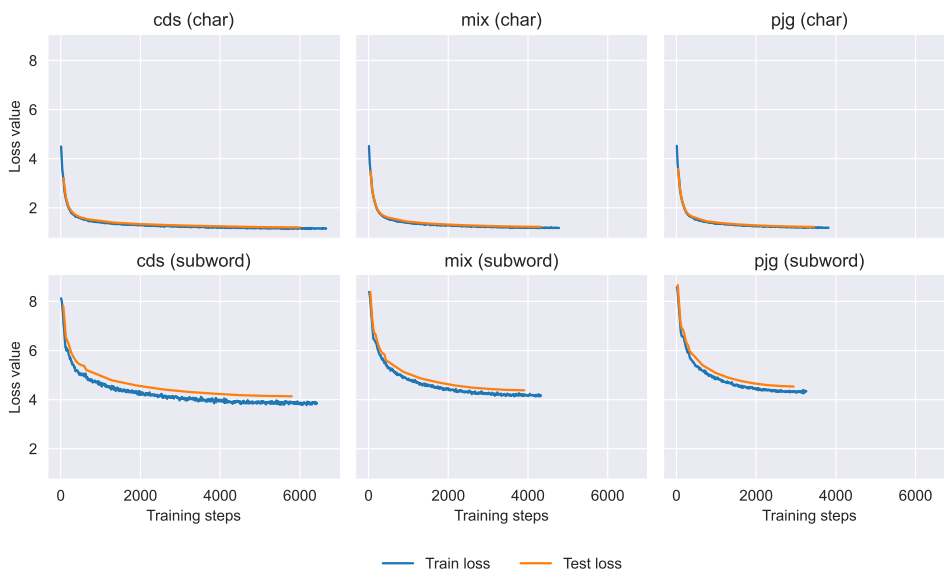 cds (char)
mix (char)
pjg (char)
8
6
4
2
Loss value
cds (subword)
mix (subword)
pjg (subword)
8
6
4
2
Loss value
0 2000 4000 6000
0 2000 4000 6000
0 2000 4000 6000
Training steps
Training steps
Training steps
Train loss
Test loss